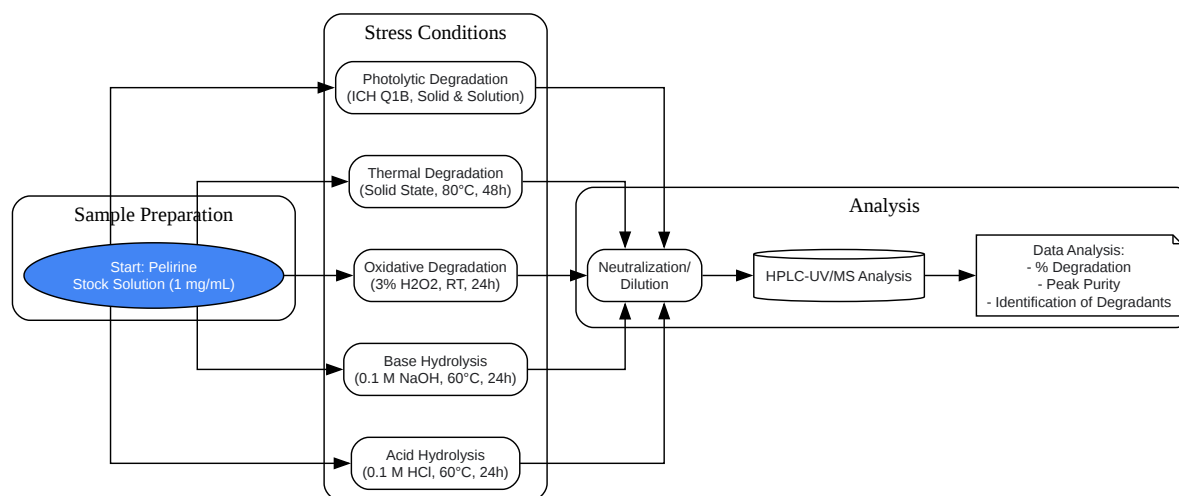 Stress Conditions
Photolytic Degradation
(ICH Q1B, Solid & Solution)
Thermal Degradation
(Solid State, 80°C, 48h)
Sample Preparation
Analysis
Start: Pelirine
Stock Solution (1 mg/mL)
Oxidative Degradation
(3% H2O2, RT, 24h)
Neutralization/
Dilution
HPLC-UV/MS Analysis
Data Analysis:
- % Degradation
- Peak Purity
- Identification of Degradants
Base Hydrolysis
(0.1 M NaOH, 60°C, 24h)
Acid Hydrolysis
(0.1 M HCl, 60°C, 24h)